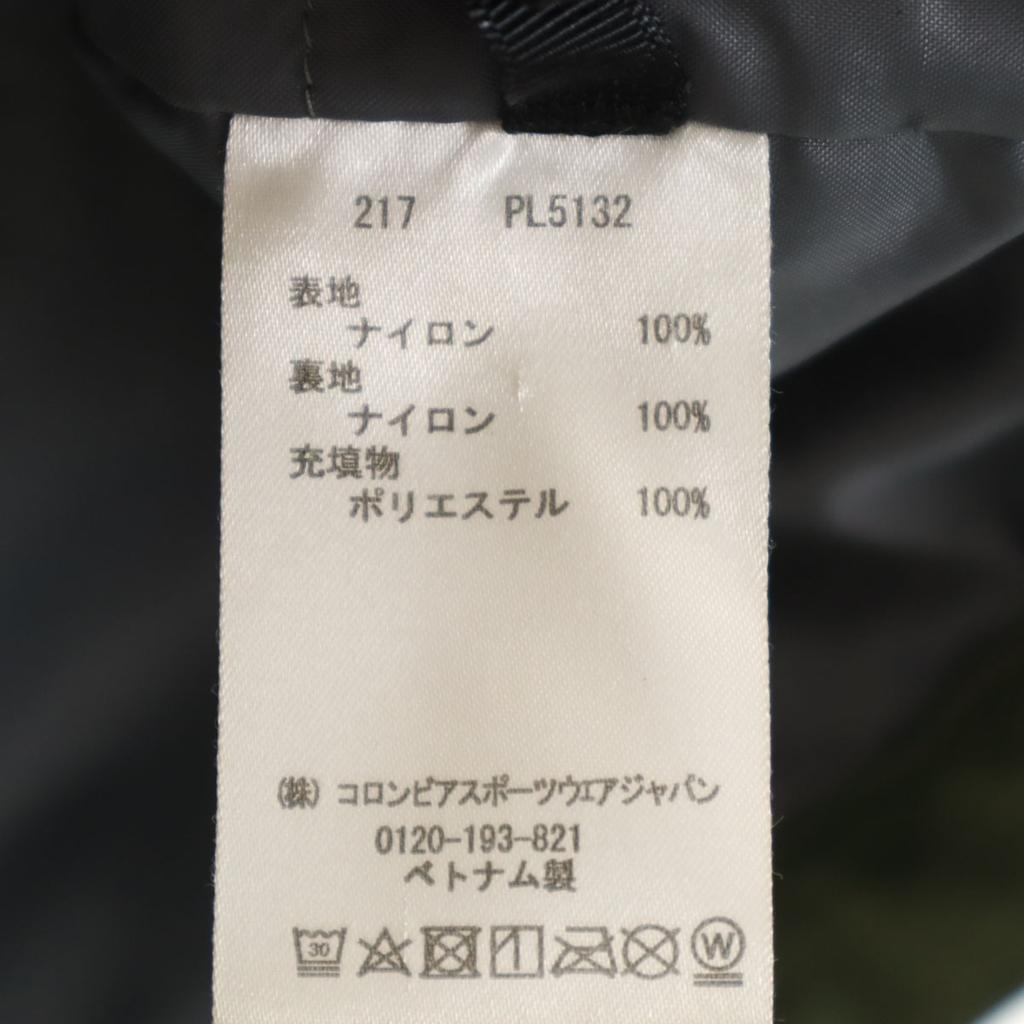 217 PL5132
表地
ナイロン 100%
裏地
ナイロン 100%
充填物
ポリエステル 100%
(株) コロンビアスポーツウエアジャパン
0120-193-821
ベトナム製
30 W